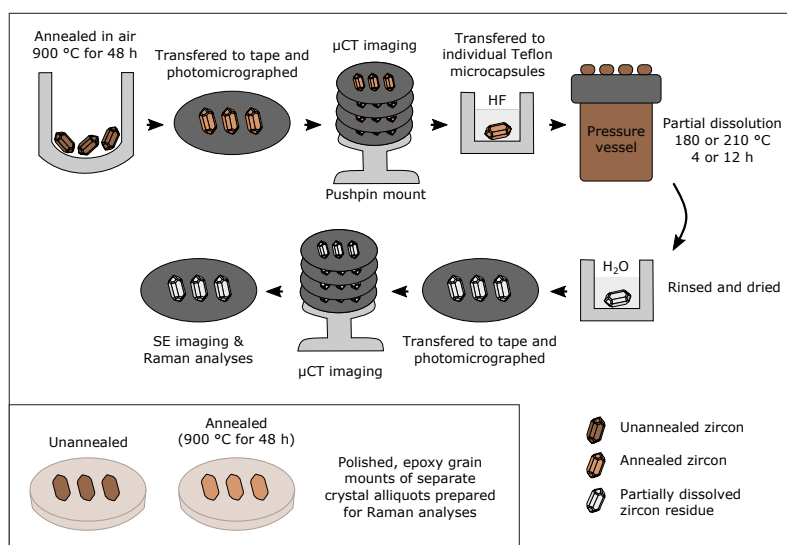 Annealed in air
900 °C for 48 h
Transfered to tape and
photomicrographed
µCT imaging
Pushpin mount
Transfered to
individual Teflon
microcapsules
HF
Pressure
vessel
Partial dissolution
180 or 210 °C
4 or 12 h
H₂O
Rinsed and dried
Transfered to tape and
photomicrographed
µCT imaging
SE imaging &
Raman analyses
Unannealed
Annealed
(900 °C for 48 h)
Polished, epoxy grain
mounts of separate
crystal alliquots prepared
for Raman analyses
Unannealed zircon
Annealed zircon
Partially dissolved
zircon residue